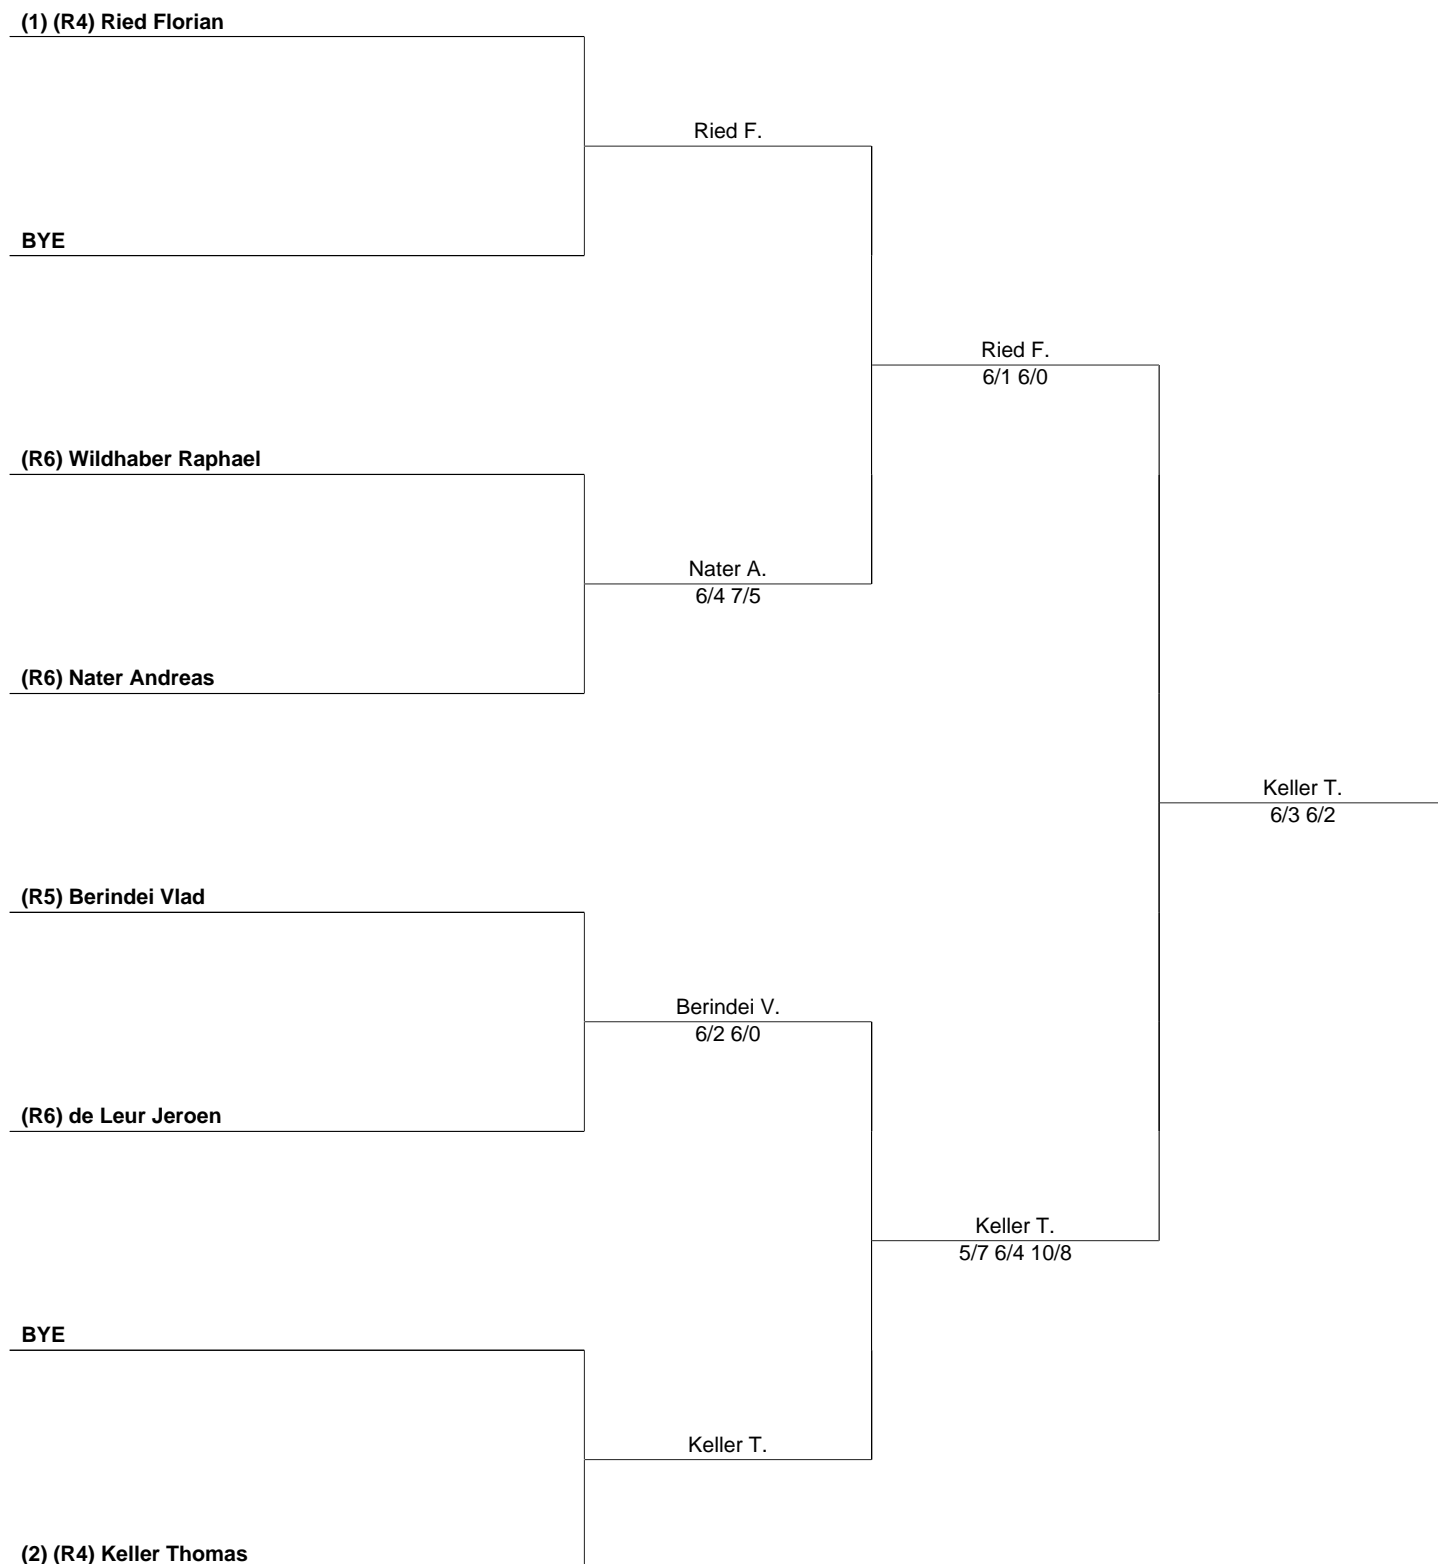 (1) (R4) Ried Florian
Ried F.
BYE
Ried F.
6/1 6/0
(R6) Wildhaber Raphael
Nater A.
6/4 7/5
(R6) Nater Andreas
Keller T.
6/3 6/2
(R5) Berindei Vlad
Berindei V.
6/2 6/0
(R6) de Leur Jeroen
Keller T.
5/7 6/4 10/8
BYE
Keller T.
(2) (R4) Keller Thomas